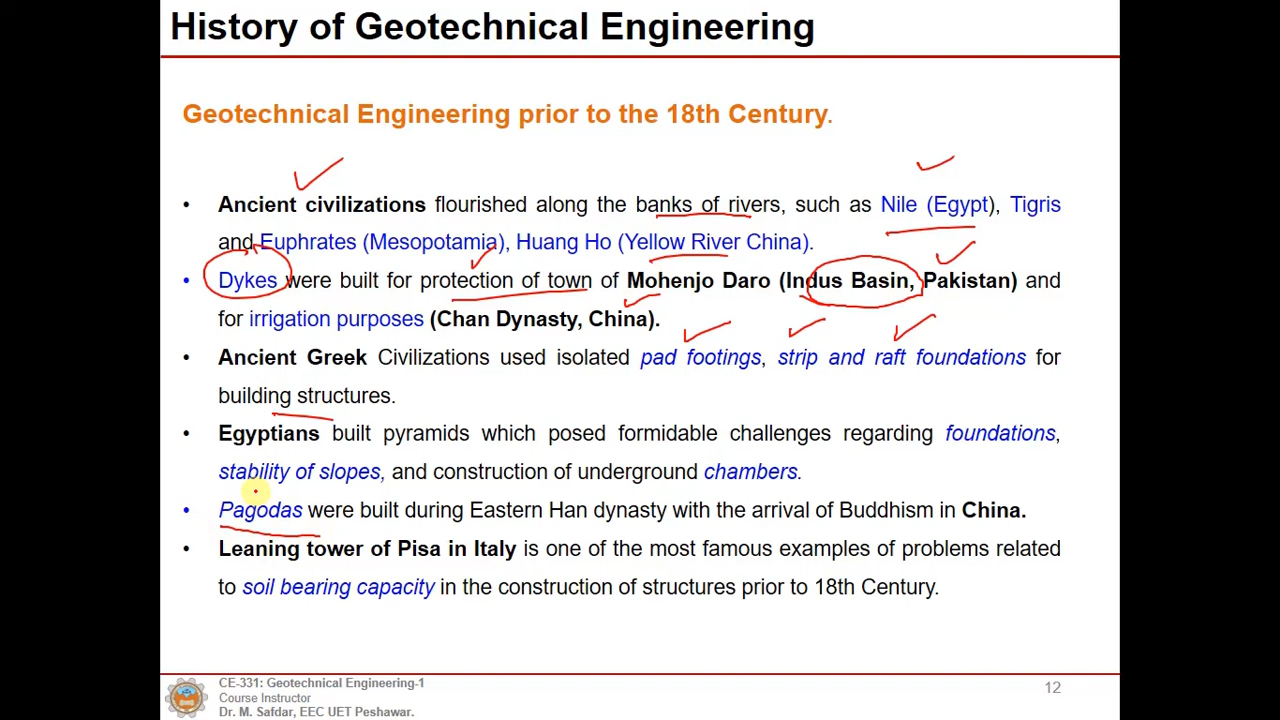 History of Geotechnical Engineering
Geotechnical Engineering prior to the 18th Century.
• Ancient civilizations flourished along the banks of rivers, such as Nile (Egypt), Tigris
and Euphrates (Mesopotamia), Huang Ho (Yellow River China).
• Dykes were built for protection of town of Mohenjo Daro (Indus Basin, Pakistan) and
for irrigation purposes (Chan Dynasty, China).
• Ancient Greek Civilizations used isolated pad footings, strip and raft foundations for
building structures.
• Egyptians built pyramids which posed formidable challenges regarding foundations,
stability of slopes, and construction of underground chambers.
• Pagodas were built during Eastern Han dynasty with the arrival of Buddhism in China.
• Leaning tower of Pisa in Italy is one of the most famous examples of problems related
to soil bearing capacity in the construction of structures prior to 18th Century.
CE-331: Geotechnical Engineering-1
Course Instructor
Dr. M. Safdar, EEC UET Peshawar.
12